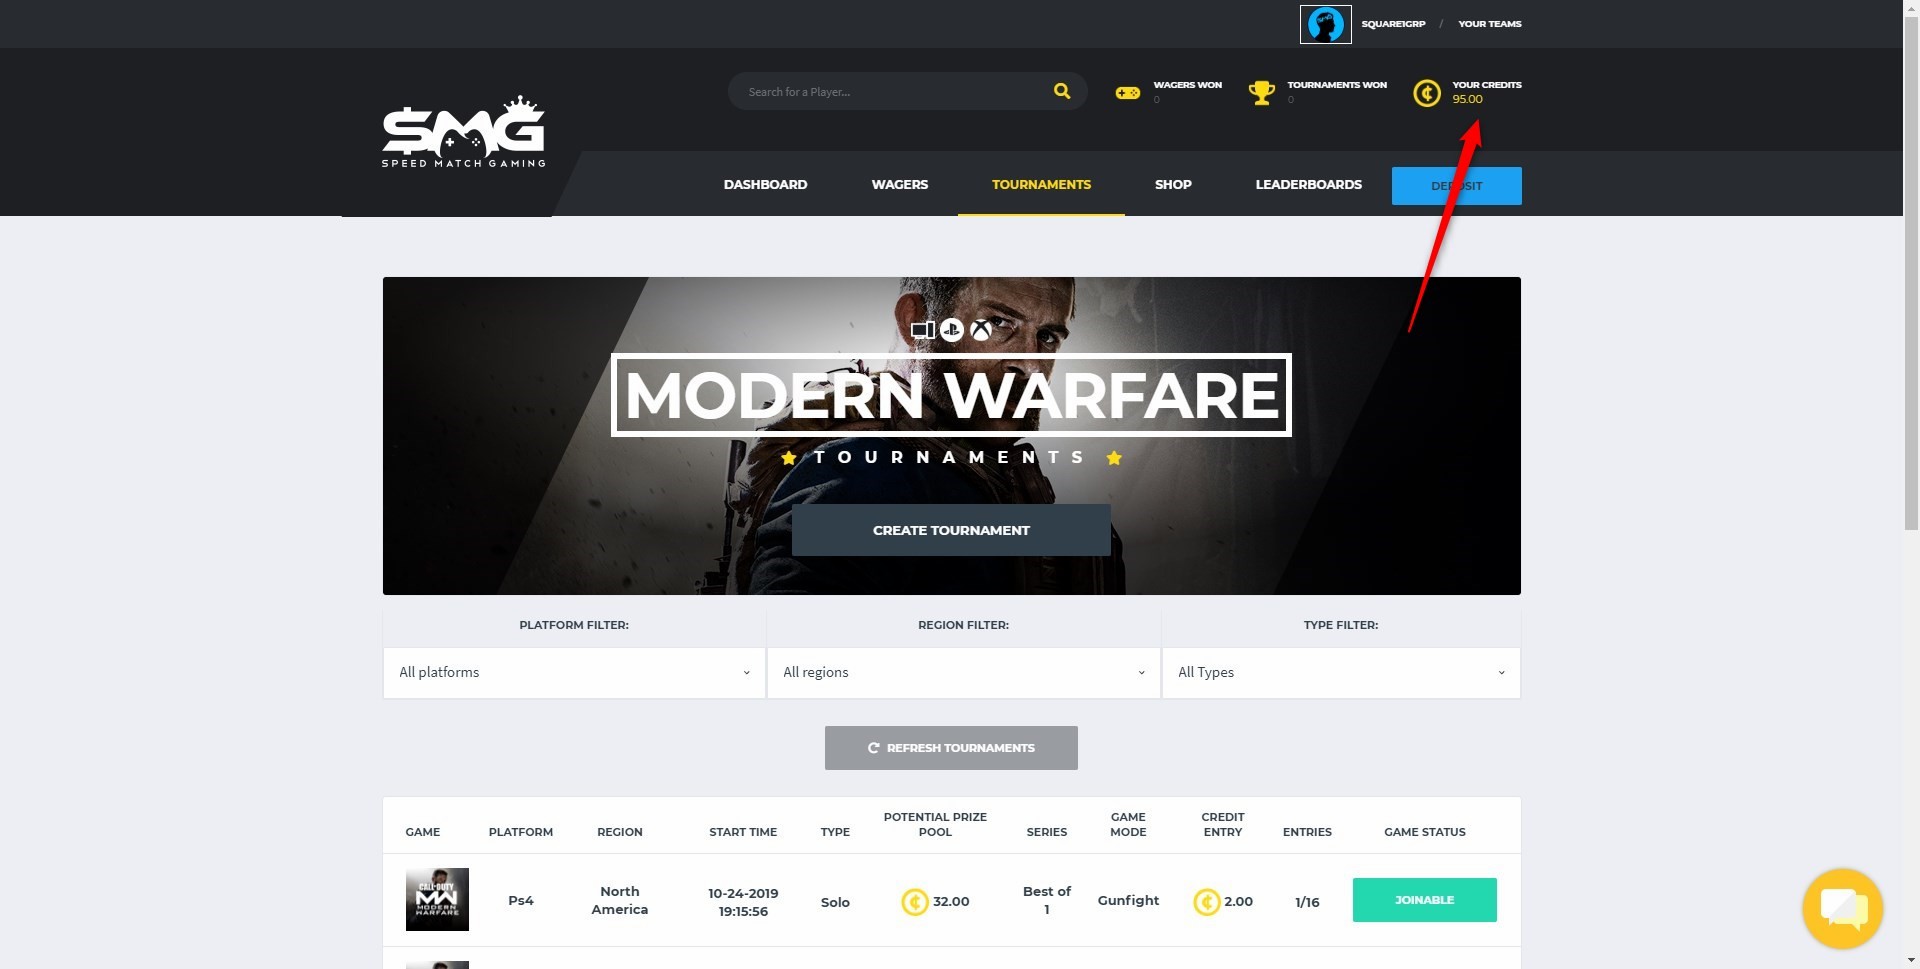 SQUARE1GRP / YOUR TEAMS
SMG
SPEED MATCH GAMING
Search for a Player...
WAGERS WON
0
TOURNAMENTS WON
0
YOUR CREDITS
95.00
DASHBOARD
WAGERS
TOURNAMENTS
SHOP
LEADERBOARDS
DEPOSIT
MODERN WARFARE
TOURNAMENTS
CREATE TOURNAMENT
PLATFORM FILTER:
REGION FILTER:
TYPE FILTER:
All platforms
All regions
All Types
REFRESH TOURNAMENTS
GAME
PLATFORM
REGION
START TIME
TYPE
POTENTIAL PRIZE
POOL
SERIES
GAME
MODE
CREDIT
ENTRY
ENTRIES
GAME STATUS
CALL OF DUTY
MW
MODERN
WARFARE
Ps4
North
America
10-24-2019
19:15:56
Solo
32.00
Best of
1
Gunfight
2.00
1/16
JOINABLE